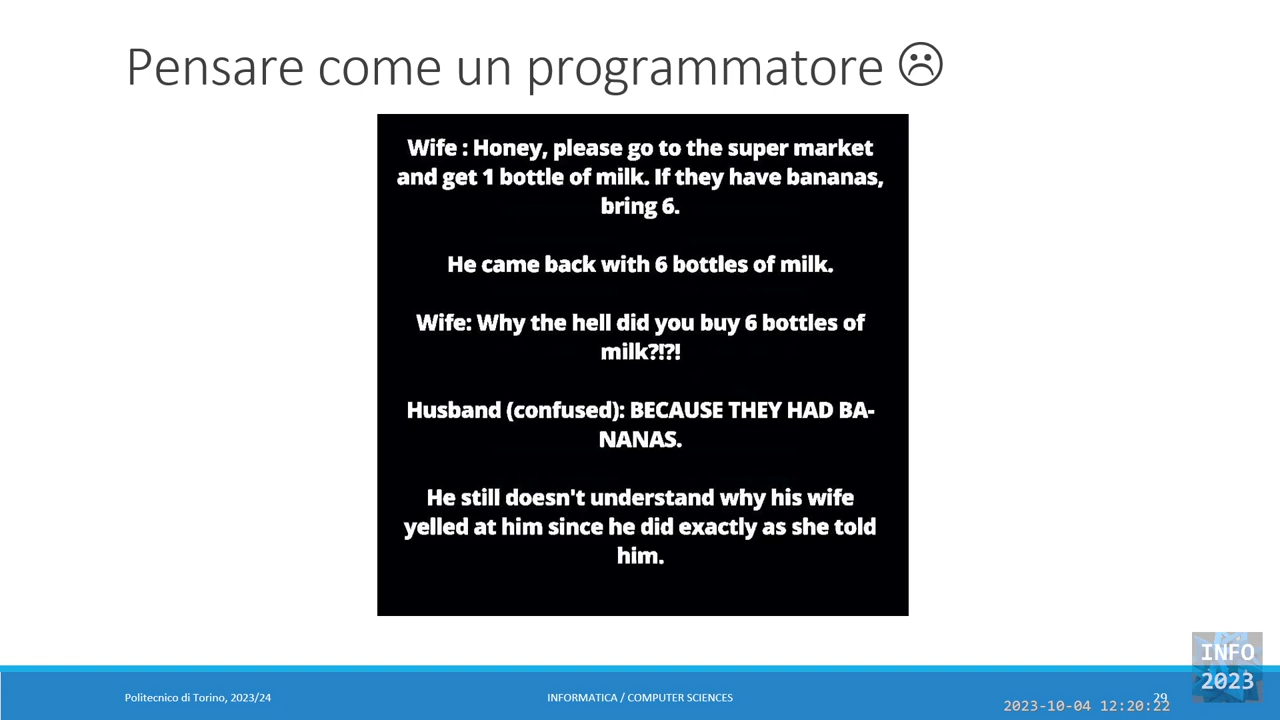 Pensare come un programmatore ☹
Wife : Honey, please go to the super market
and get 1 bottle of milk. If they have bananas,
bring 6.
He came back with 6 bottles of milk.
Wife: Why the hell did you buy 6 bottles of
milk?!?!
Husband (confused): BECAUSE THEY HAD BA-
NANAS.
He still doesn't understand why his wife
yelled at him since he did exactly as she told
him.
INFO
2023
Politecnico di Torino, 2023/24
INFORMATICA / COMPUTER SCIENCES
29
2023-10-04 12:20:22